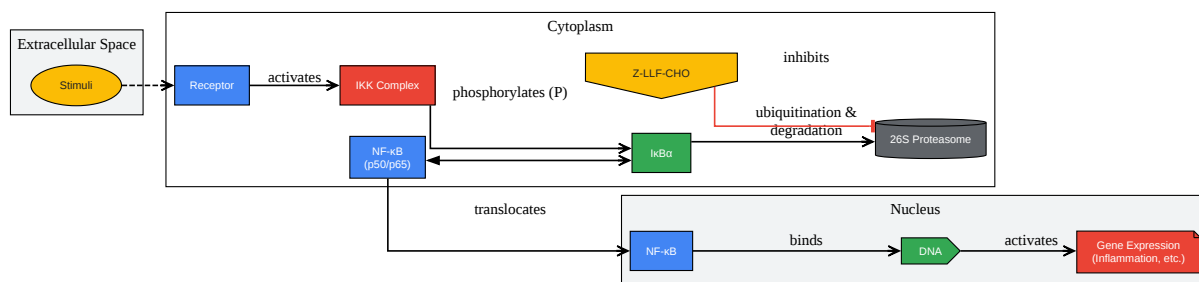 Cytoplasm
Extracellular Space
Stimuli
Receptor
activates
IKK Complex
phosphorylates (P)
Z-LLF-CHO
inhibits
ubiquitination &
degradation
26S Proteasome
NF-κB
(p50/p65)
IκBα
translocates
Nucleus
NF-κB
binds
DNA
activates
Gene Expression
(Inflammation, etc.)